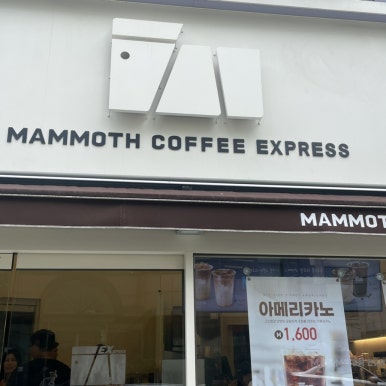 MAMMOTH COFFEE EXPRESS
MAMMOT
아메리카노
M 1,600